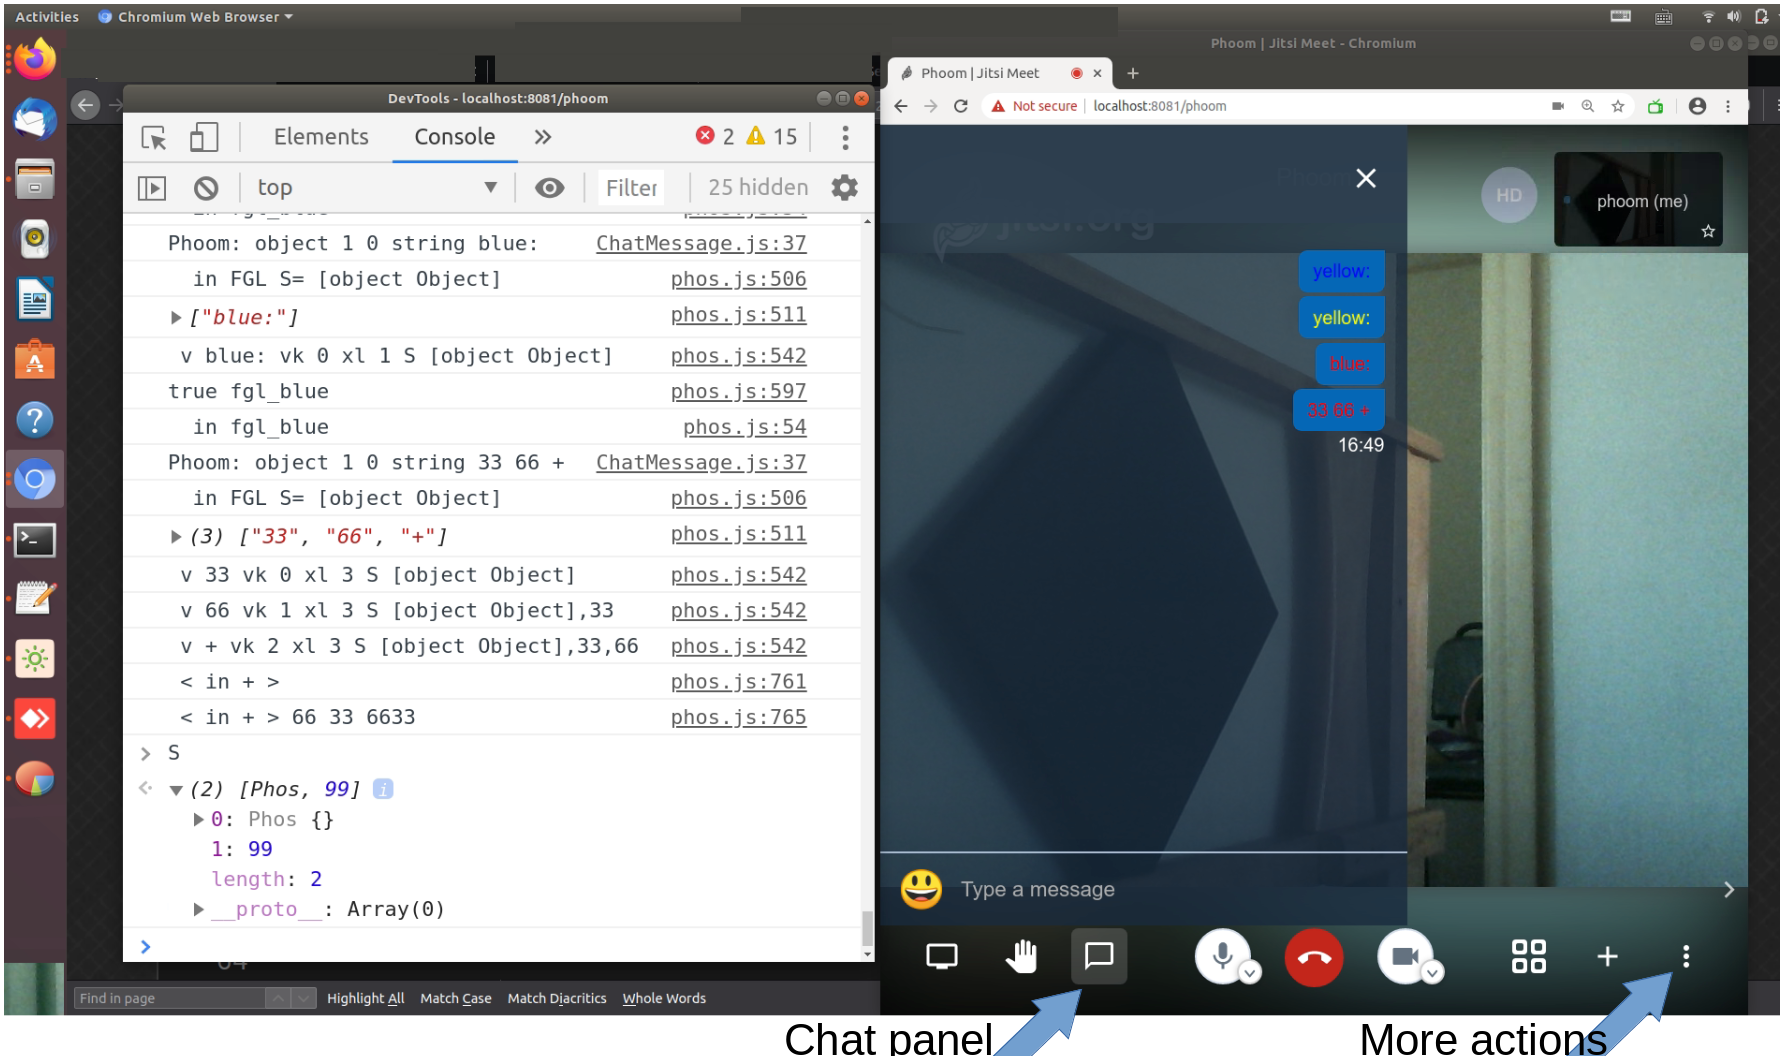 Activities Chromium Web Browser
Phoom | Jitsi Meet - Chromium
DevTools - localhost:8081/phoom
Elements Console » 2 15
top Filter 25 hidden
in fgl_blue phos.js:54
Phoom: object 1 0 string blue: ChatMessage.js:37
in FGL S= [object Object] phos.js:506
["blue:"] phos.js:511
v blue: vk 0 xl 1 S [object Object] phos.js:542
true fgl_blue phos.js:597
in fgl_blue phos.js:54
Phoom: object 1 0 string 33 66 + ChatMessage.js:37
in FGL S= [object Object] phos.js:506
(3) ["33", "66", "+"] phos.js:511
v 33 vk 0 xl 3 S [object Object] phos.js:542
v 66 vk 1 xl 3 S [object Object],33 phos.js:542
v + vk 2 xl 3 S [object Object],33,66 phos.js:542
< in + > phos.js:761
< in + > 66 33 6633 phos.js:765
> S
(2) [Phos, 99] i
0: Phos {}
1: 99
length: 2
__proto__: Array(0)
>
Find in page Highlight All Match Case Match Diacritics Whole Words
Phoom | Jitsi Meet × +
Not secure | localhost:8081/phoom
jitsi.org
HD
phoom (me)
yellow:
yellow:
blue:
33 66 +
16:49
Type a message
Chat panel
More actions